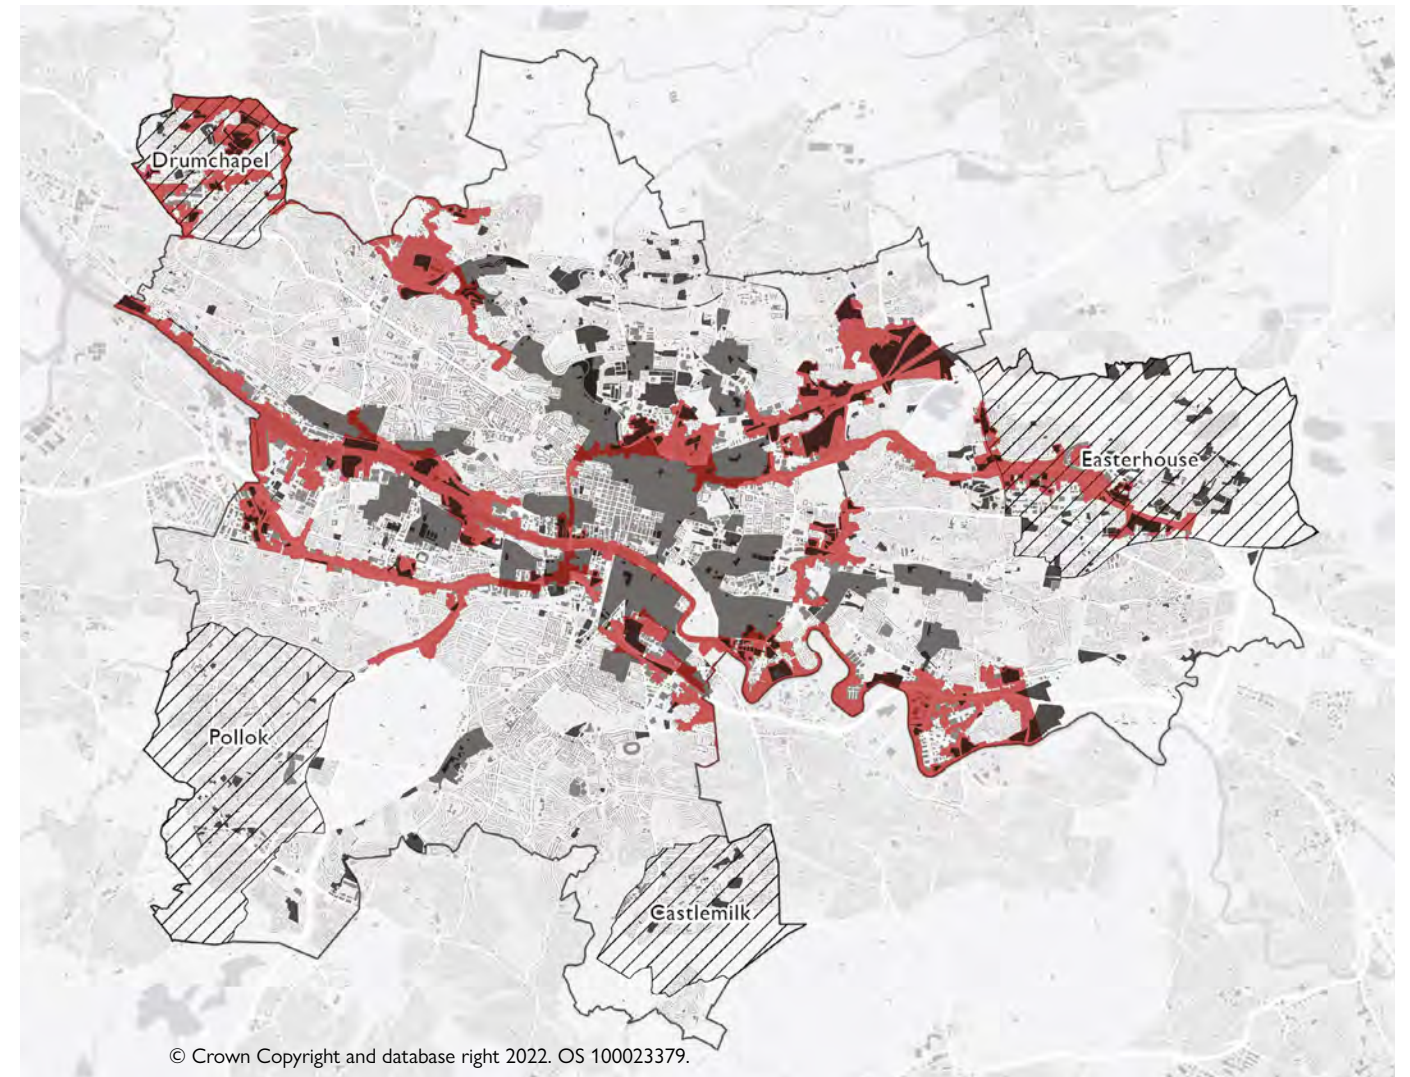 Drumchapel
Easterhouse
Pollok
Castlemilk
© Crown Copyright and database right 2022. OS 100023379.